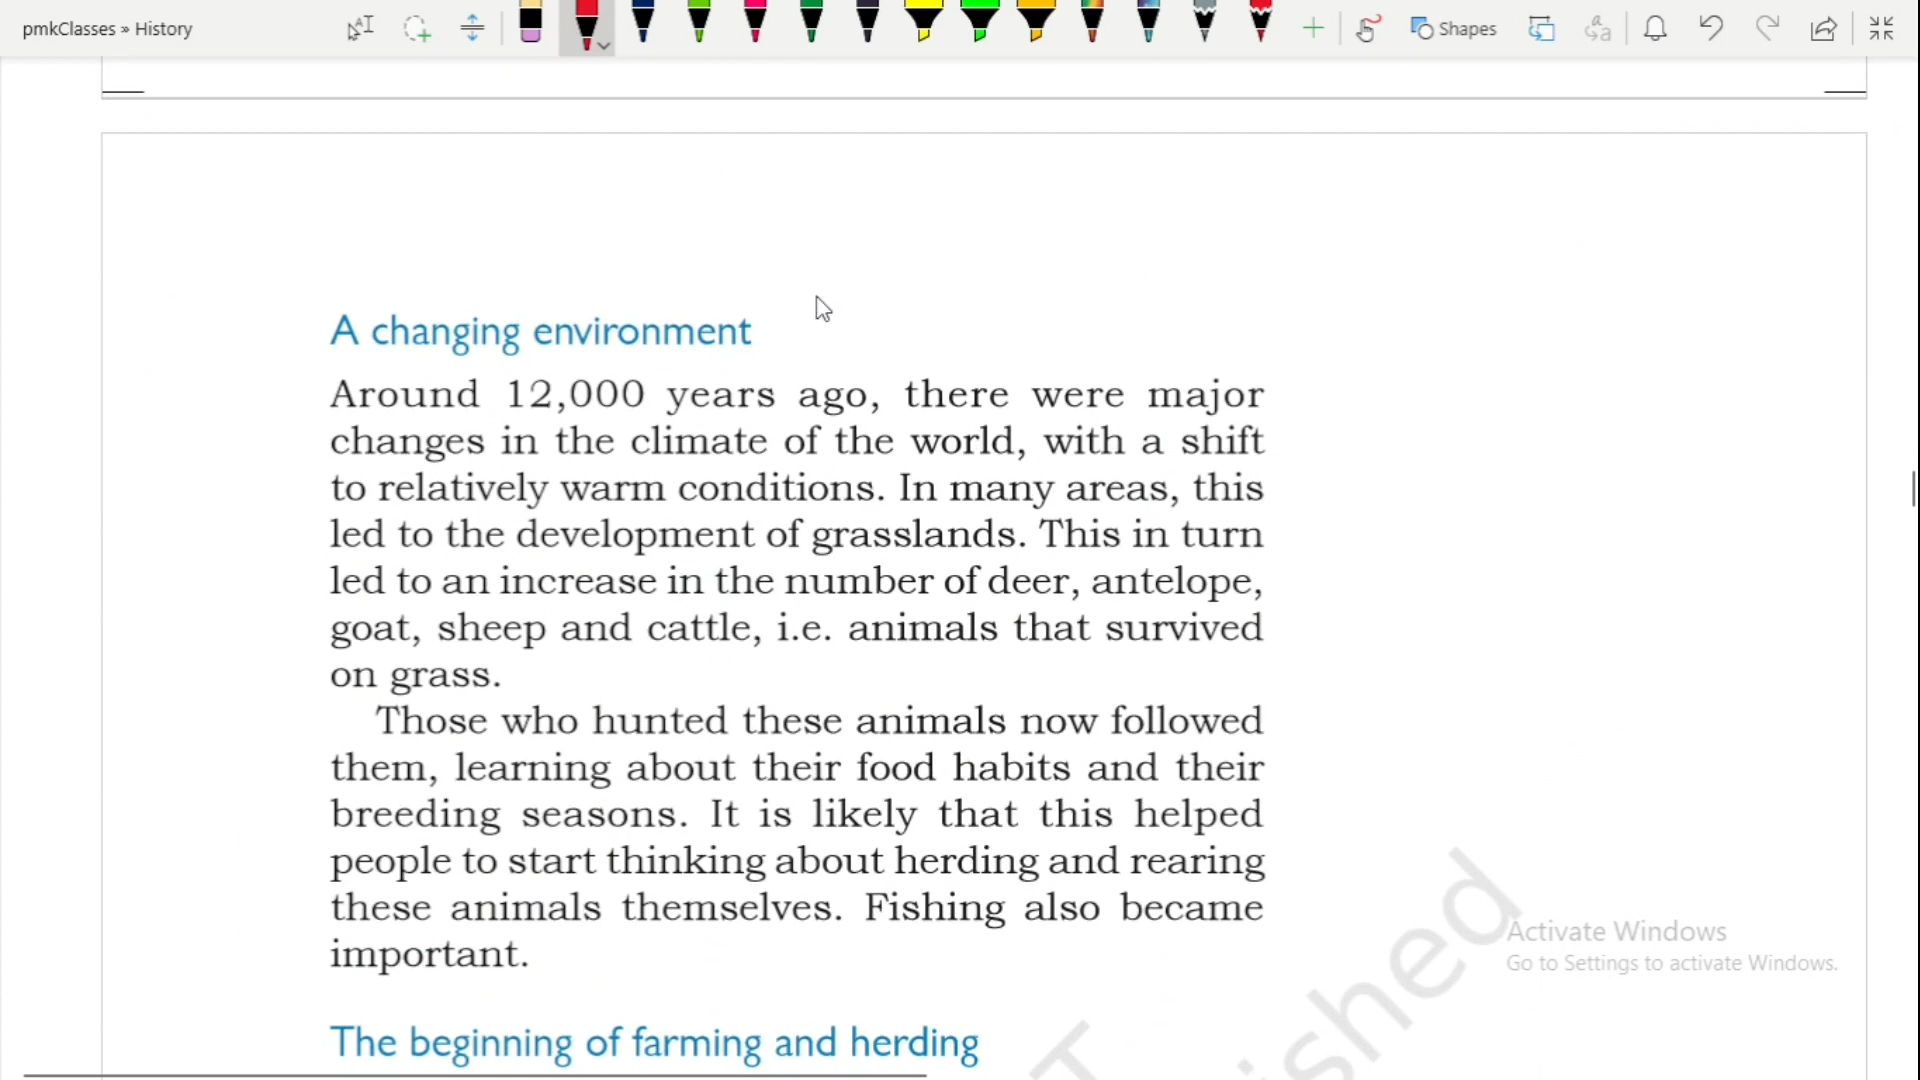 pmkClasses » History
Shapes
A changing environment
Around 12,000 years ago, there were major
changes in the climate of the world, with a shift
to relatively warm conditions. In many areas, this
led to the development of grasslands. This in turn
led to an increase in the number of deer, antelope,
goat, sheep and cattle, i.e. animals that survived
on grass.
Those who hunted these animals now followed
them, learning about their food habits and their
breeding seasons. It is likely that this helped
people to start thinking about herding and rearing
these animals themselves. Fishing also became
important.
The beginning of farming and herding
Activate Windows
Go to Settings to activate Windows.